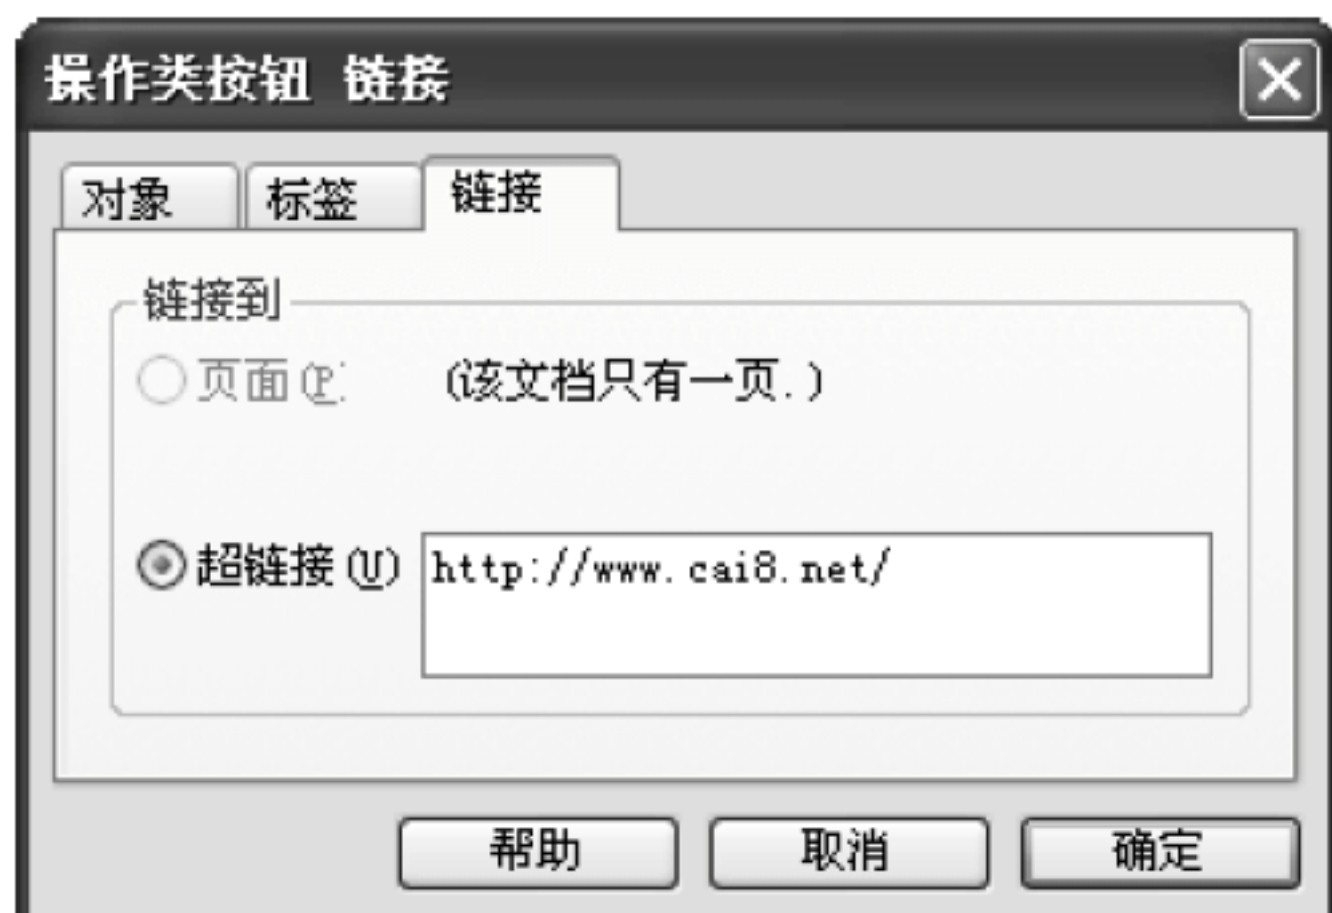 操作类按钮 链接
对象 标签 链接
链接到
页面(P) (该文档只有一页.)
超链接(U) http://www.cai8.net/
帮助 取消 确定